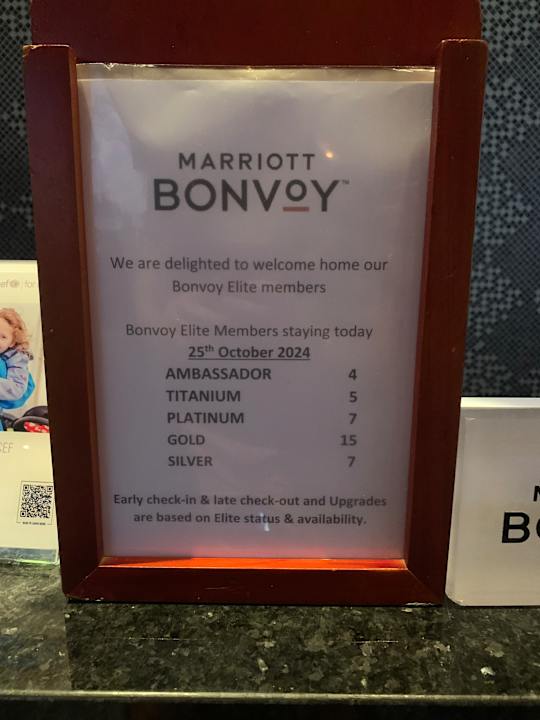 MARRIOTT
BONVOY™
We are delighted to welcome home our
Bonvoy Elite members
Bonvoy Elite Members staying today
25th October 2024
AMBASSADOR 4
TITANIUM 5
PLATINUM 7
GOLD 15
SILVER 7
Early check-in & late check-out and Upgrades
are based on Elite status & availability.